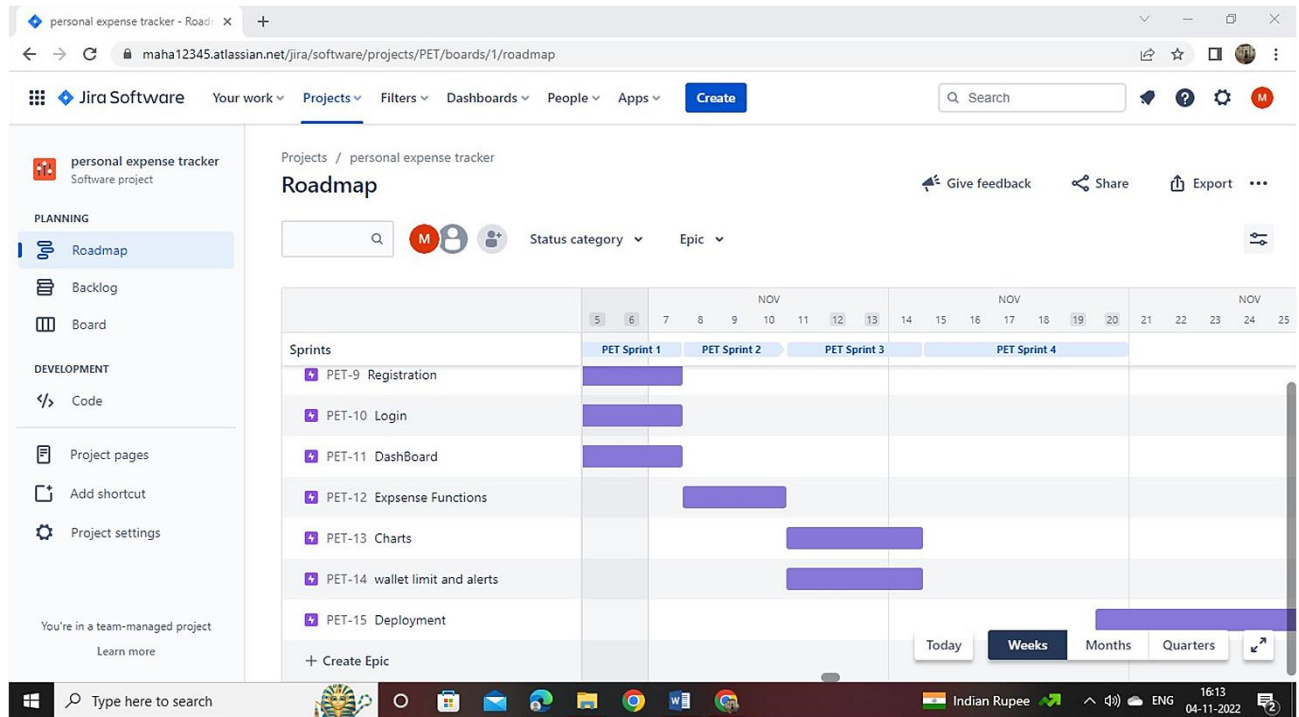 personal expense tracker - Road
maha12345.atlassian.net/jira/software/projects/PET/boards/1/roadmap
Jira Software Your work Projects Filters Dashboards People Apps Create Search M
personal expense tracker
Software project
PLANNING
Roadmap
Backlog
Board
DEVELOPMENT
Code
Project pages
Add shortcut
Project settings
You're in a team-managed project
Learn more
Projects / personal expense tracker
Roadmap
Give feedback Share Export
M Status category Epic
NOV NOV NOV
5 6 7 8 9 10 11 12 13 14 15 16 17 18 19 20 21 22 23 24 25
Sprints PET Sprint 1 PET Sprint 2 PET Sprint 3 PET Sprint 4
PET-9 Registration
PET-10 Login
PET-11 DashBoard
PET-12 Expsense Functions
PET-13 Charts
PET-14 wallet limit and alerts
PET-15 Deployment
Today Weeks Months Quarters
+ Create Epic
Type here to search
Indian Rupee ENG 16:13
04-11-2022 2